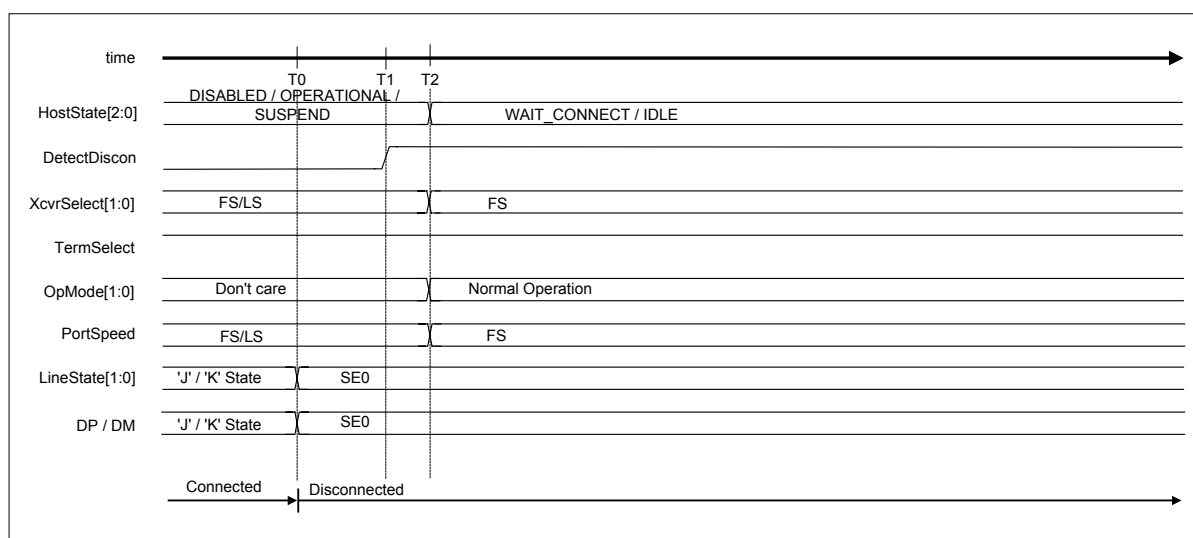 time
T0 T1 T2
DISABLED / OPERATIONAL /
HostState[2:0] SUSPEND WAIT_CONNECT / IDLE
DetectDiscon
XcvrSelect[1:0] FS/LS FS
TermSelect
OpMode[1:0] Don't care Normal Operation
PortSpeed FS/LS FS
LineState[1:0] 'J' / 'K' State SE0
DP / DM 'J' / 'K' State SE0
Connected Disconnected